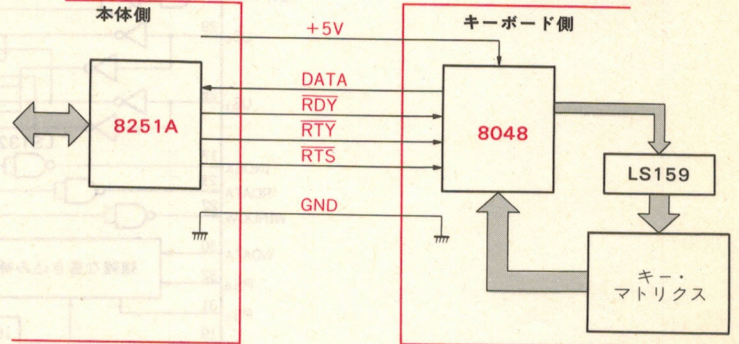 本体側
キーボード側
+5V
DATA
RDY
RTY
RTS
GND
8251A
8048
LS159
キー・
マトリクス